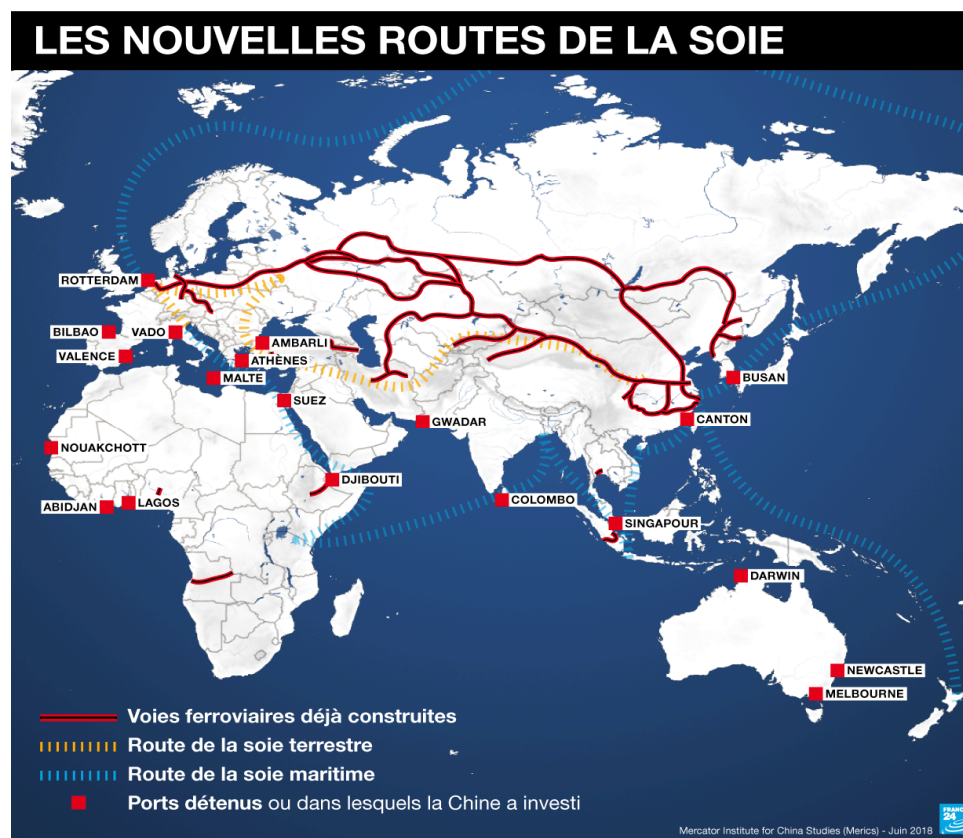 LES NOUVELLES ROUTES DE LA SOIE
ROTTERDAM
BILBAO
VADO
AMBARLI
VALENCE
ATHÈNES
MALTE
BUSAN
SUEZ
GWADAR
CANTON
NOUAKCHOTT
DJIBOUTI
ABIDJAN
LAGOS
COLOMBO
SINGAPOUR
DARWIN
NEWCASTLE
MELBOURNE
Voies ferroviaires déjà construites
Route de la soie terrestre
Route de la soie maritime
Ports détenus ou dans lesquels la Chine a investi
Mercator Institute for China Studies (Merics) - Juin 2018
FRANCE
24